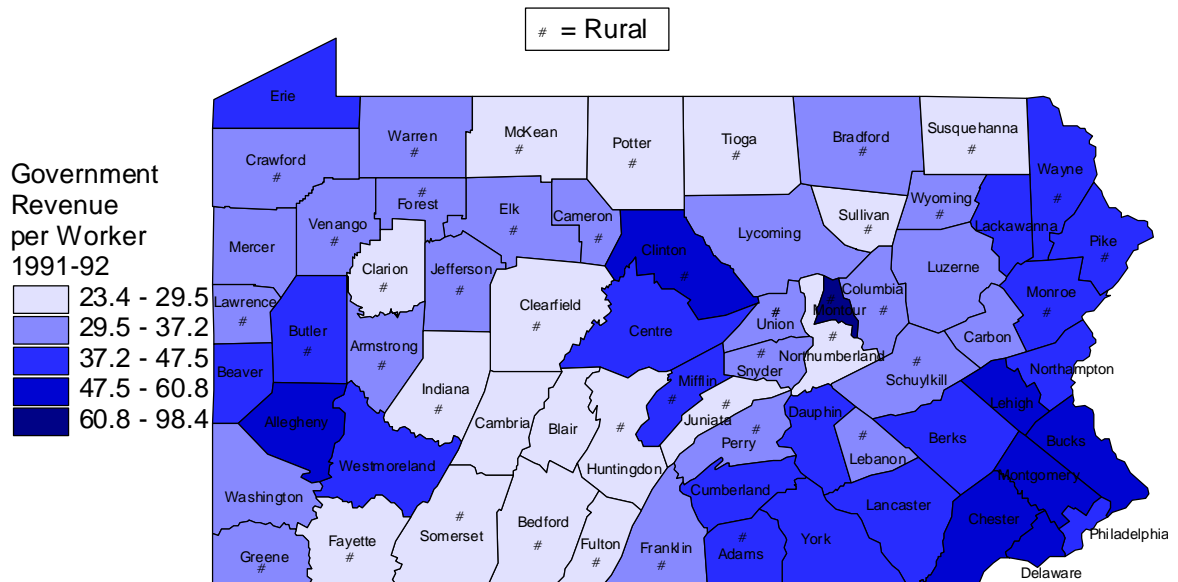 # = Rural
Government
Revenue
per Worker
1991-92
23.4 - 29.5
29.5 - 37.2
37.2 - 47.5
47.5 - 60.8
60.8 - 98.4
Erie
Warren
#
McKean
#
Potter
#
Tioga
#
Bradford
#
Susquehanna
#
Wayne
#
Crawford
#
Forest
#
Venango
#
Elk
#
Cameron
#
Sullivan
#
Wyoming
#
Lackawanna
Pike
#
Mercer
Clarion
#
Jefferson
#
Clinton
#
Lycoming
Luzerne
Monroe
#
Lawrence
#
Butler
#
Clearfield
#
Centre
Union
#
Montour
#
Columbia
#
Carbon
Beaver
Armstrong
#
Indiana
#
Mifflin
#
Snyder
#
Northumberland
#
Schuylkill
#
Northampton
Allegheny
Cambria
Blair
Huntingdon
#
Juniata
#
Dauphin
Lehigh
Perry
#
Lebanon
#
Berks
Bucks
Westmoreland
Washington
Cumberland
Lancaster
Montgomary
Greene
#
Fayette
#
Somerset
#
Bedford
#
Fulton
#
Franklin
#
Adams
#
York
Chester
Philadelphia
Delaware